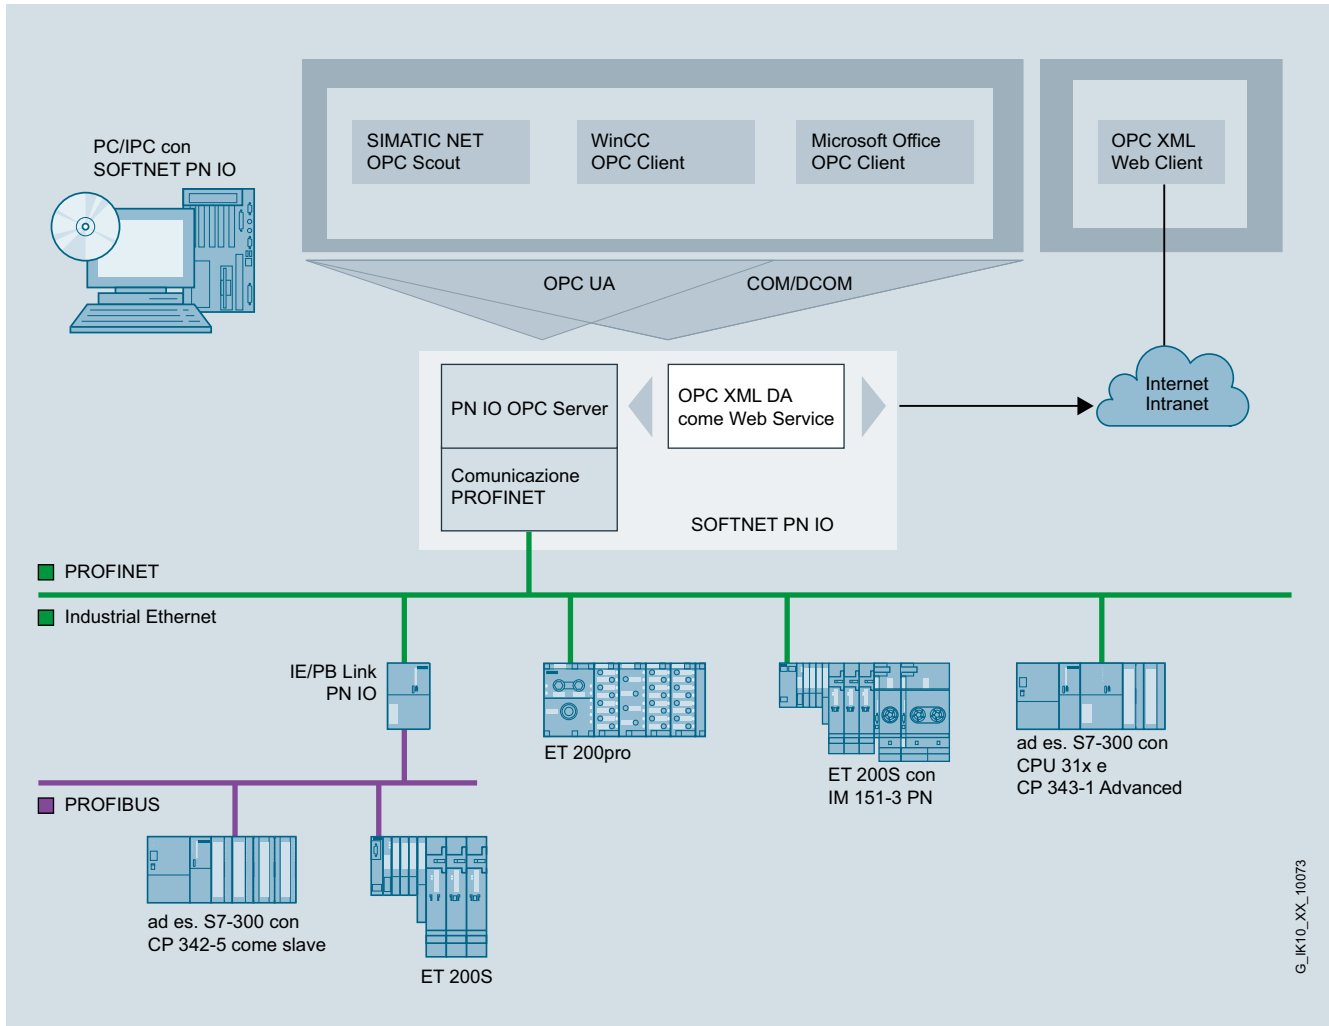 PC/IPC con
SOFTNET PN IO
SIMATIC NET
OPC Scout
WinCC
OPC Client
Microsoft Office
OPC Client
OPC XML
Web Client
OPC UA
COM/DCOM
PN IO OPC Server
OPC XML DA
come Web Service
Internet
Intranet
Comunicazione
PROFINET
SOFTNET PN IO
PROFINET
Industrial Ethernet
IE/PB Link
PN IO
ET 200pro
ET 200S con
IM 151-3 PN
ad es. S7-300 con
CPU 31x e
CP 343-1 Advanced
PROFIBUS
ad es. S7-300 con
CP 342-5 come slave
ET 200S
G_IK10_XX_10073